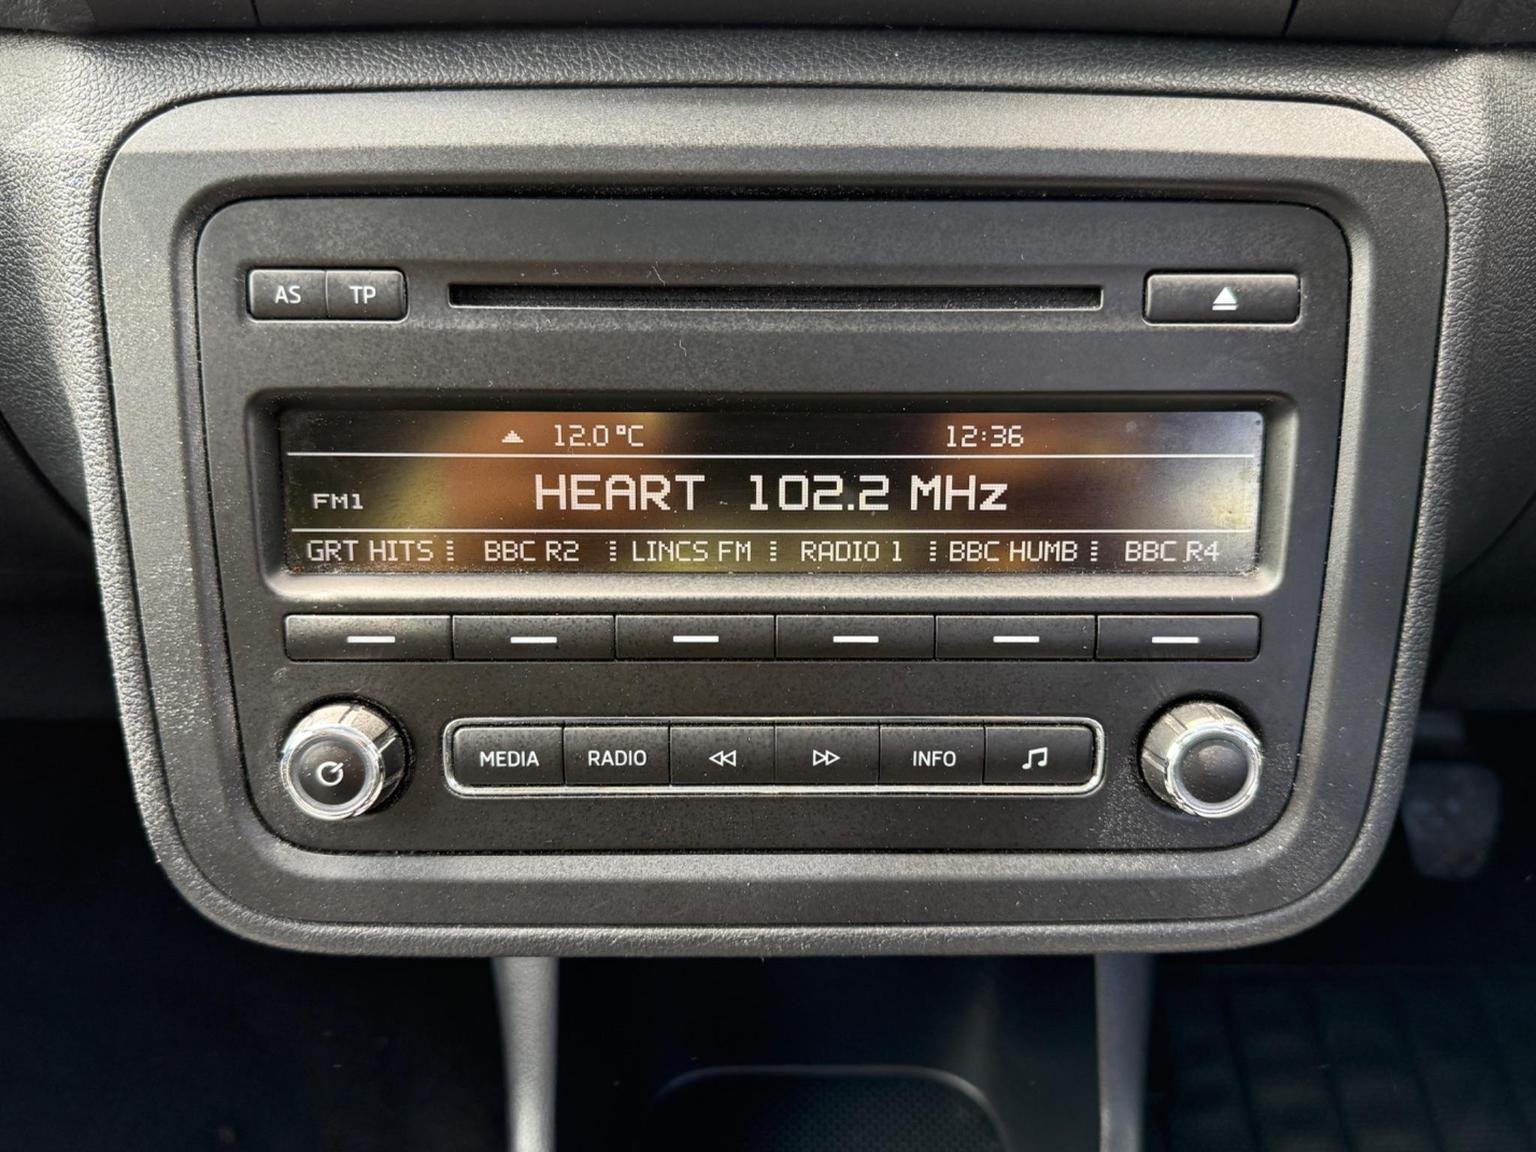 AS TP
12.0°C 12:36
FM1 HEART 102.2 MHz
GRT HITS BBC R2 LINCS FM RADIO 1 BBC HUMB BBC R4
MEDIA RADIO INFO